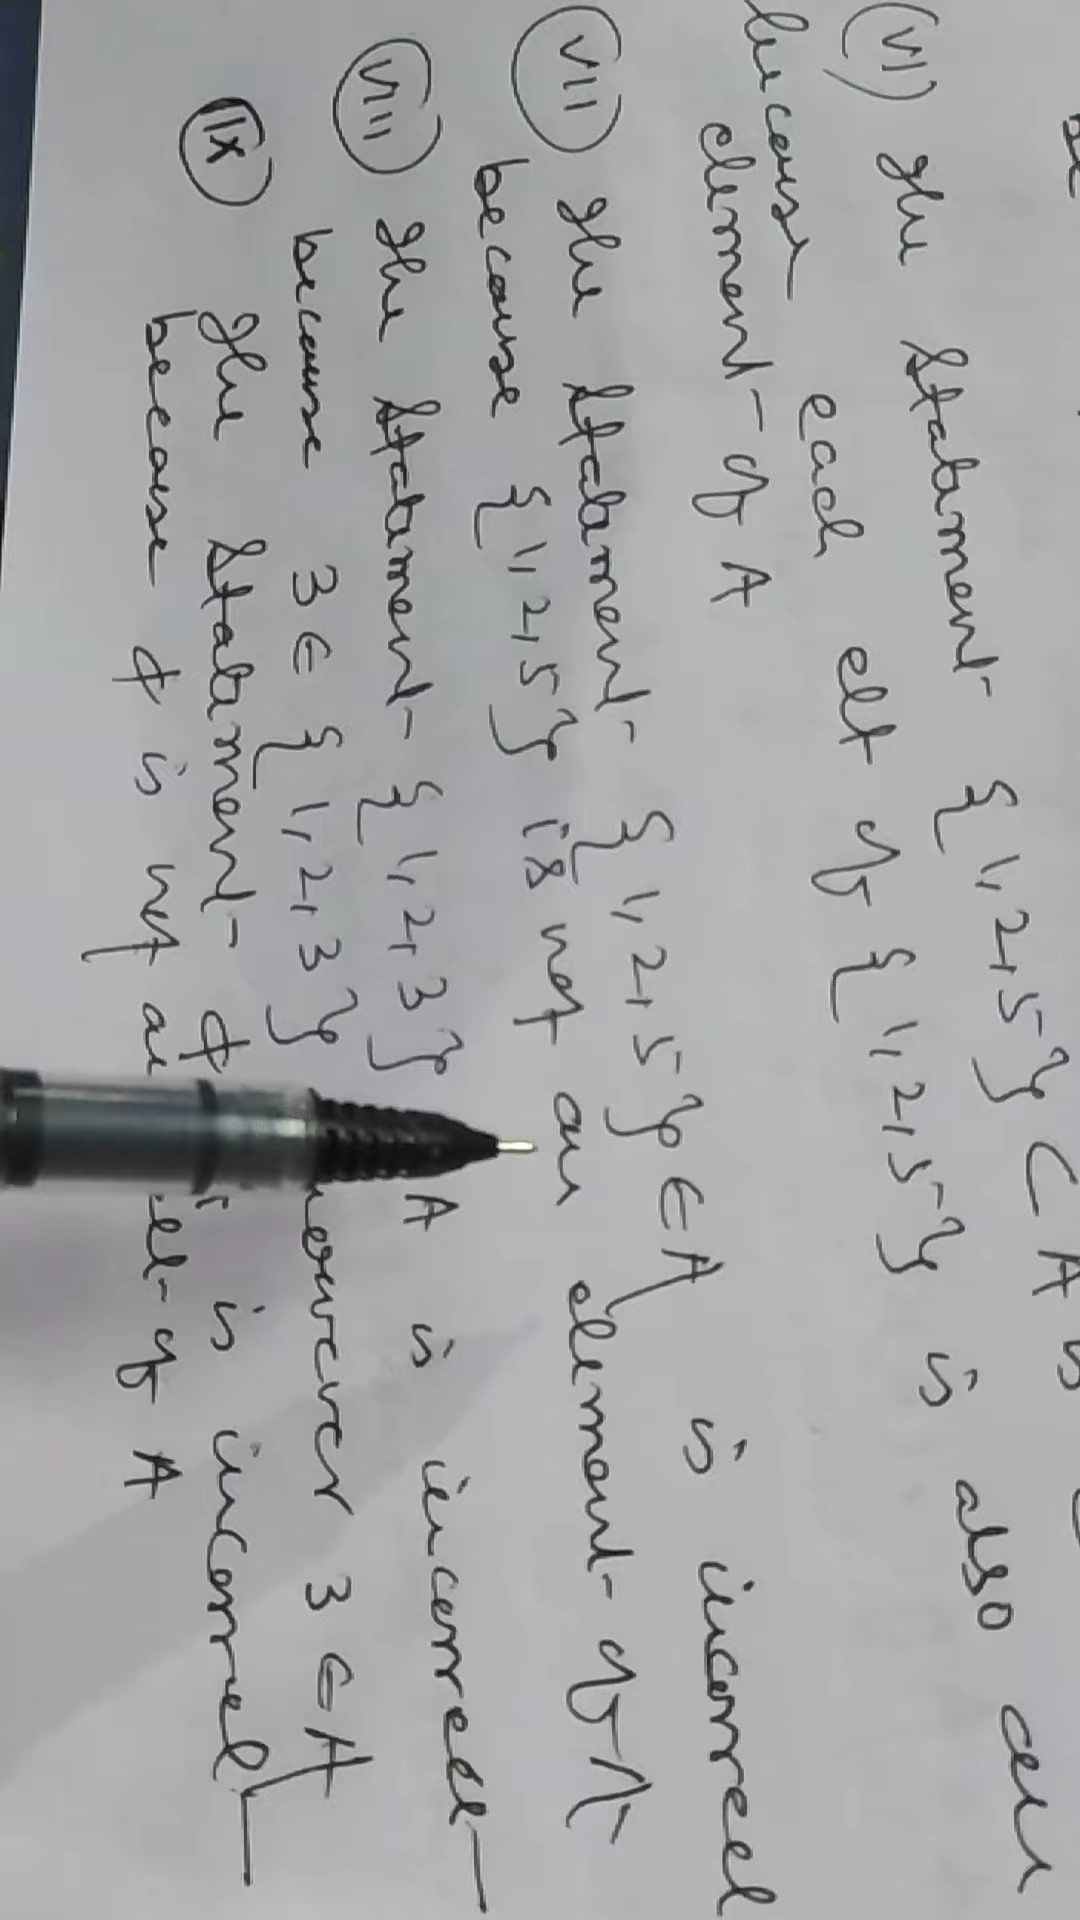 (VI) The Statement {1,2,5} ⊂ A is
because each elt of {1,2,5} is also an
element of A
(VII) The Statement {1,2,5} ∈ A is incorrect
because {1,2,5} is not an element of A
(VIII) The Statement {1,2,3} A is incorrect
because 3 ∈ {1,2,3} however 3 ∈ A
(IX) The Statement ϕ is incorrect
because ϕ is not an elt of A